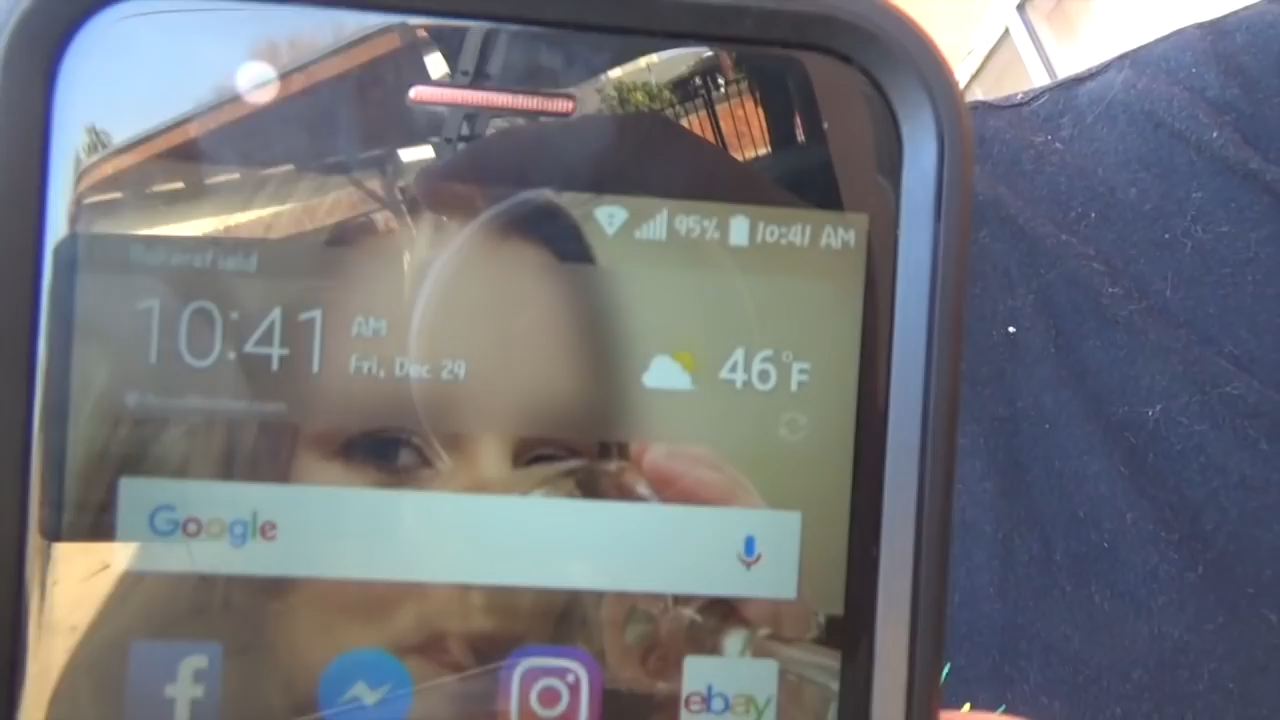 95% 10:41 AM
Bakersfield
10:41 AM
Fri, Dec 29
46°F
Google
ebay